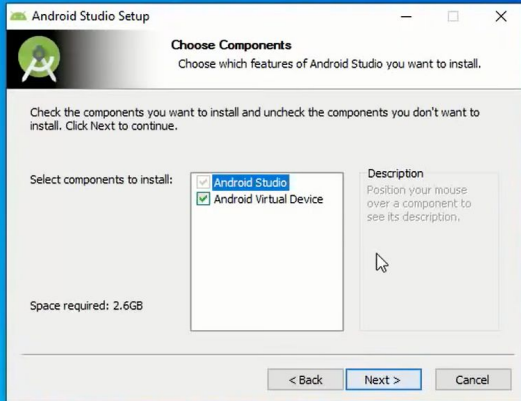 Android Studio Setup
Choose Components
Choose which features of Android Studio you want to install.
Check the components you want to install and uncheck the components you don't want to
install. Click Next to continue.
Select components to install:
Android Studio
Android Virtual Device
Description
Position your mouse
over a component to
see its description.
Space required: 2.6GB
< Back
Next >
Cancel